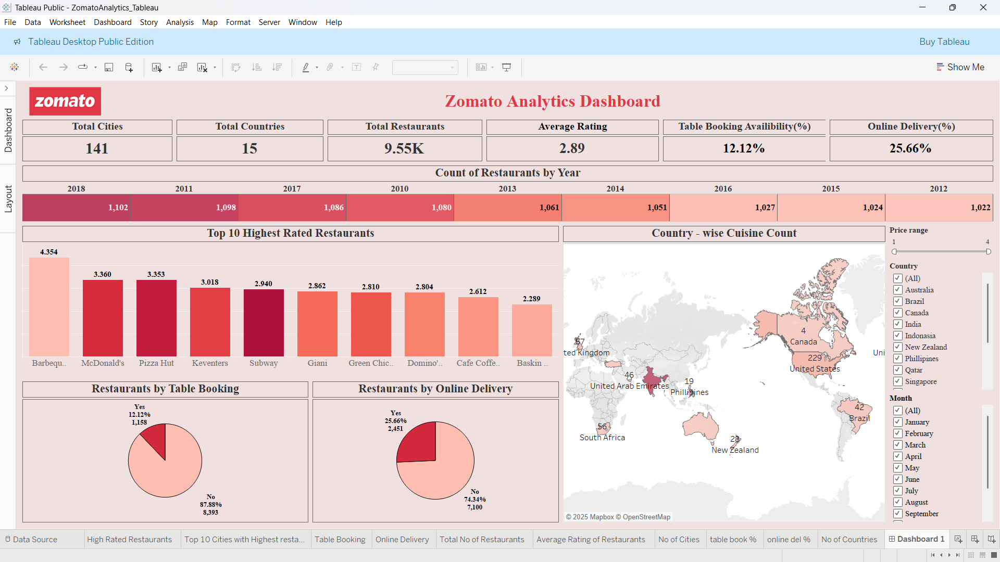 Tableau Public - ZomatoAnalytics_Tableau
File Data Worksheet Dashboard Story Analysis Map Format Server Window Help
Tableau Desktop Public Edition
Buy Tableau
Show Me
Dashboard
Layout
zomato
Zomato Analytics Dashboard
Total Cities
141
Total Countries
15
Total Restaurants
9.55K
Average Rating
2.89
Table Booking Availibility(%)
12.12%
Online Delivery(%)
25.66%
Count of Restaurants by Year
2018 2011 2017 2010 2013 2014 2016 2015 2012
1,102 1,098 1,086 1,080 1,061 1,051 1,027 1,024 1,022
Top 10 Highest Rated Restaurants
4.354 3.360 3.353 3.018 2.940 2.862 2.810 2.804 2.612 2.289
Barbequ.. McDonald's Pizza Hut Keventers Subway Giani Green Chic.. Domino'.. Cafe Coffe.. Baskin ..
Restaurants by Table Booking
Yes
12.12%
1,158
No
87.88%
8,393
Restaurants by Online Delivery
Yes
25.66%
2,451
No
74.34%
7,100
Country - wise Cuisine Count
57
ted Kingdom
46
United Arab Emirates
19
Phillipines
56
South Africa
28
New Zealand
4
Canada
229
United States
Uni
42
Brazil
© 2025 Mapbox © OpenStreetMap
Price range
1 4
Country
(All)
Australia
Brazil
Canada
India
Indonasia
New Zealand
Phillipines
Qatar
Singapore
Month
(All)
January
February
March
April
May
June
July
August
September
Data Source High Rated Restaurants Top 10 Cities with Highest resta... Table Booking Online Delivery Total No of Restaurants Average Rating of Restaurants No of Cities table book % online del % No of Countries Dashboard 1